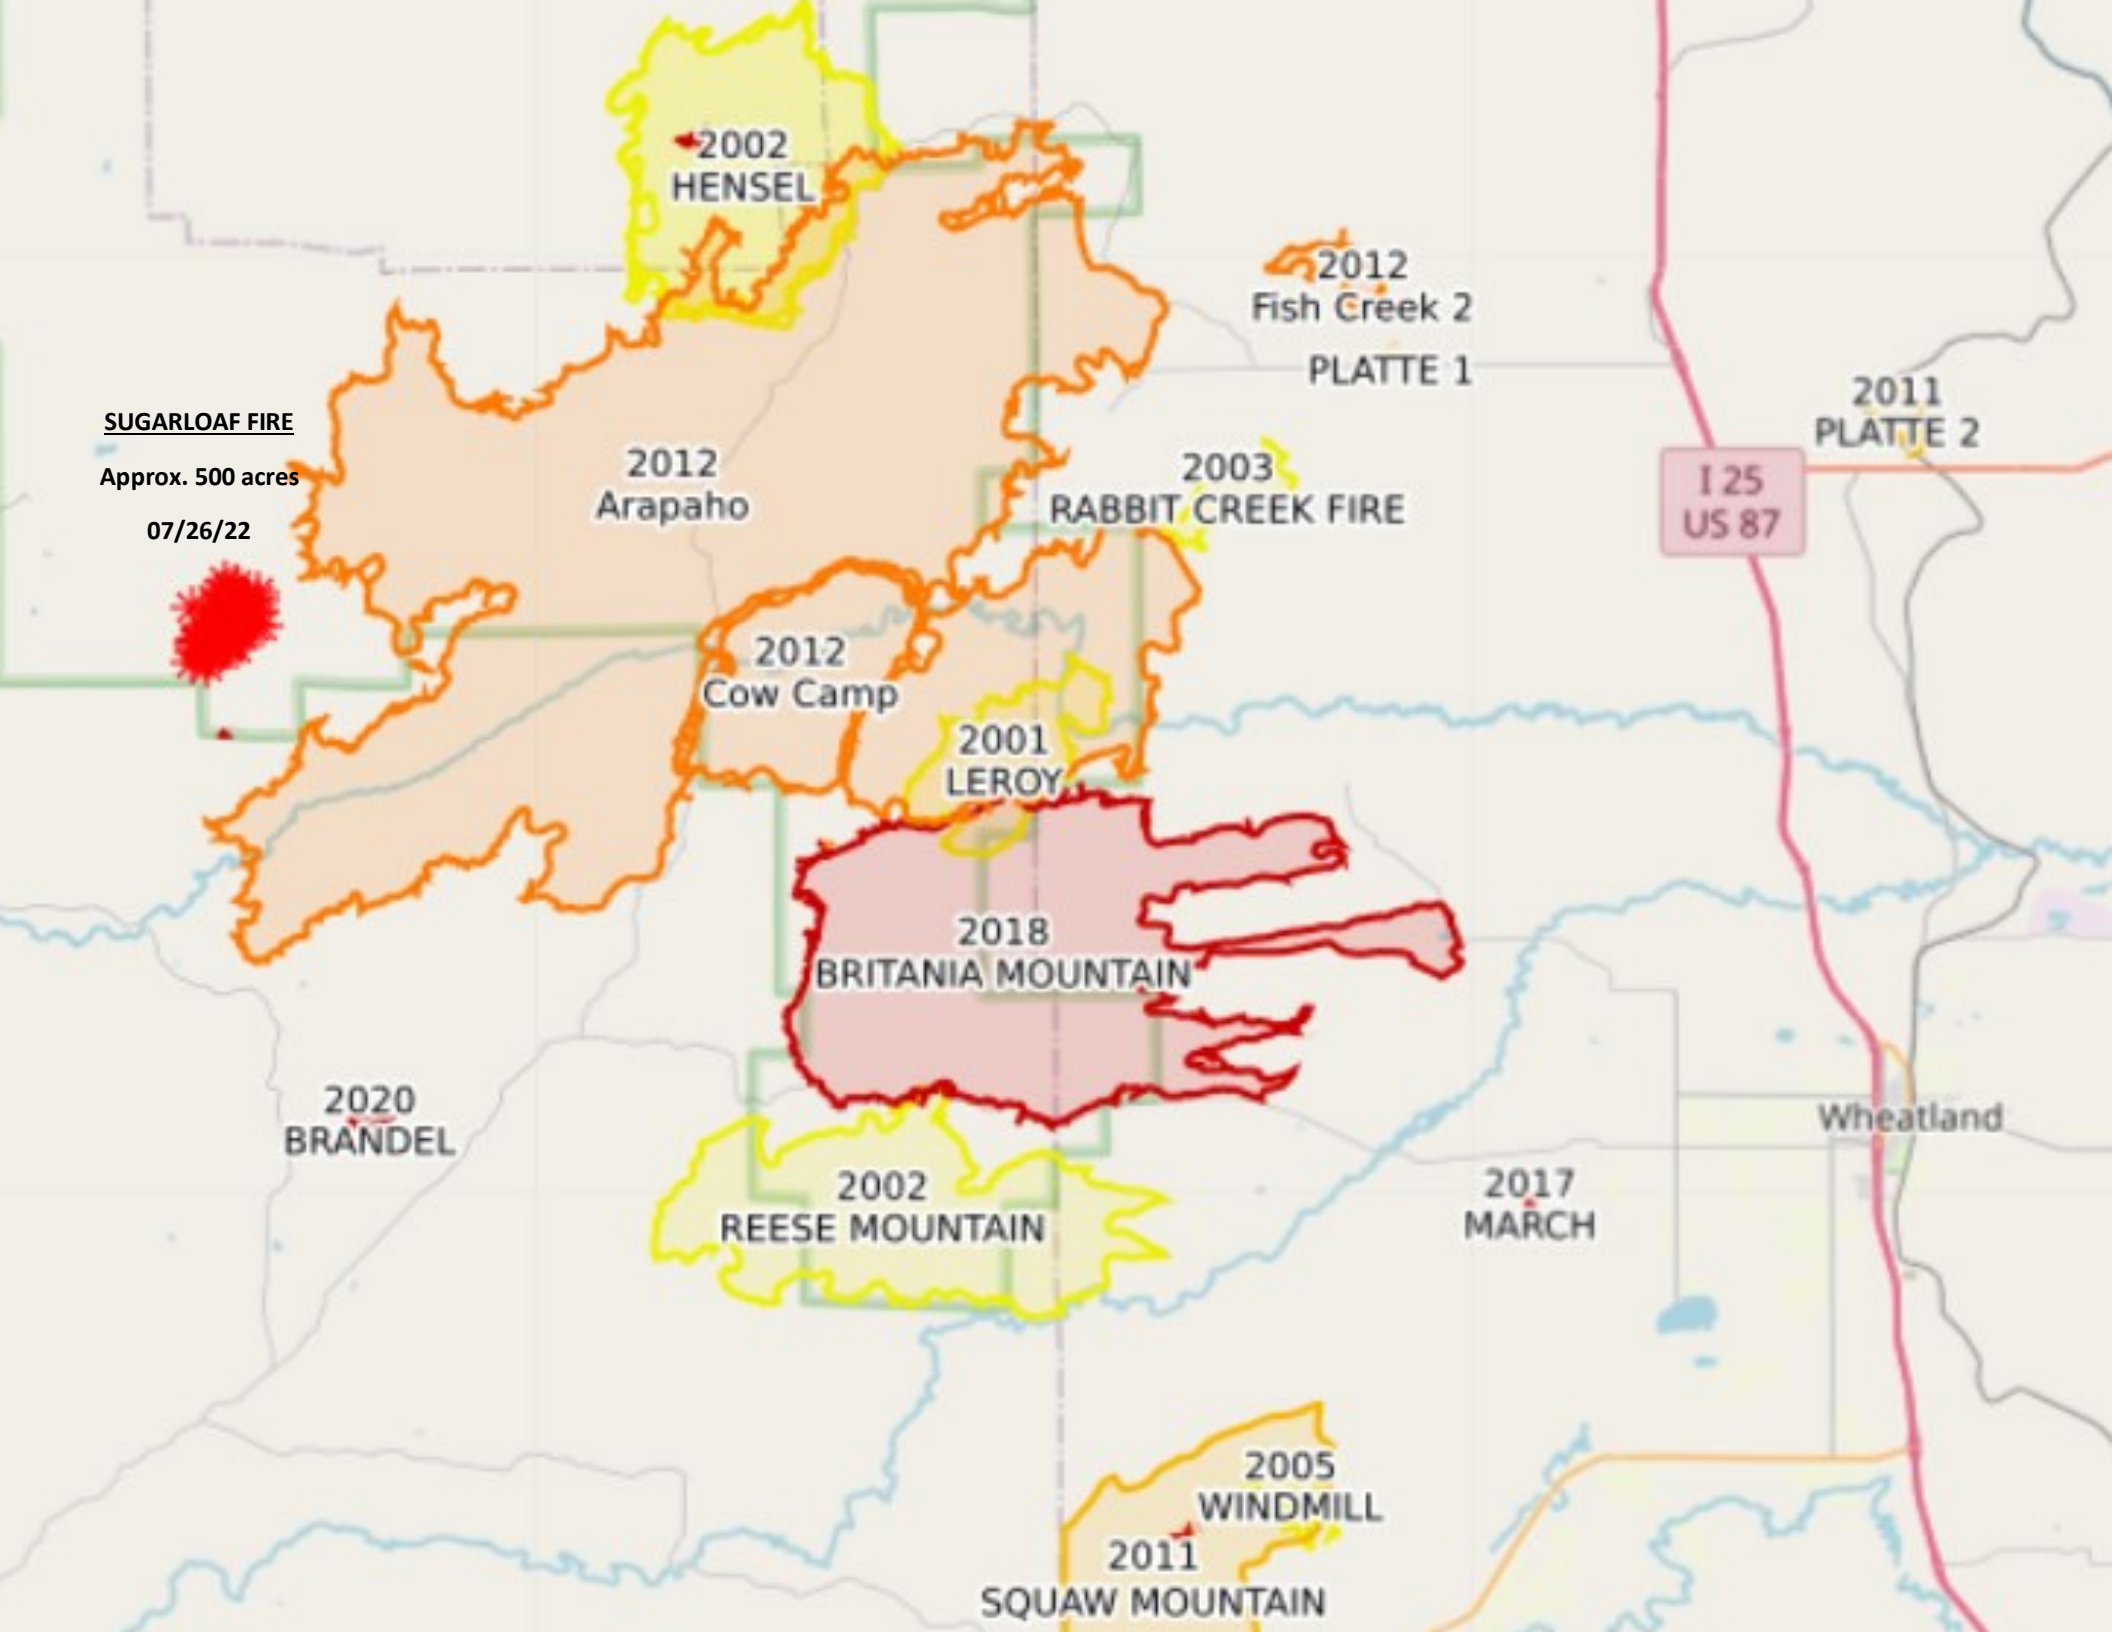 2002
HENSEL
2012
Fish Creek 2
PLATTE 1
2011
PLATTE 2
SUGARLOAF FIRE
Approx. 500 acres
07/26/22
2012
Arapaho
2003
RABBIT CREEK FIRE
I 25
US 87
2012
Cow Camp
2001
LEROY
2018
BRITANIA MOUNTAIN
2020
BRANDEL
Wheatland
2002
REESE MOUNTAIN
2017
MARCH
2005
WINDMILL
2011
SQUAW MOUNTAIN